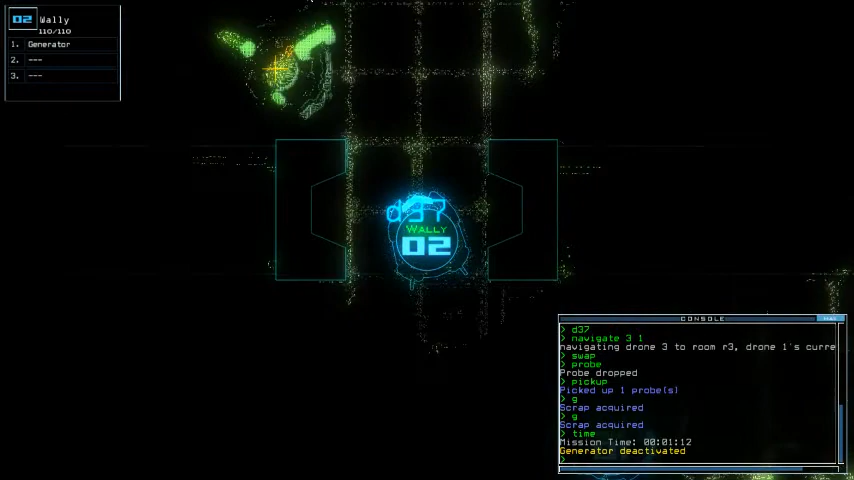 02 Wally
110/110
1. Generator
2. ---
3. ---
d37
WALLY
02
CONSOLE
> d37
> navigate 3 1
navigating drone 3 to room r3, drone 1's curre
> swap
> probe
Probe dropped
> pickup
Picked up 1 probe(s)
> g
Scrap acquired
> g
Scrap acquired
> time
Mission Time: 00:01:12
Generator deactivated
>